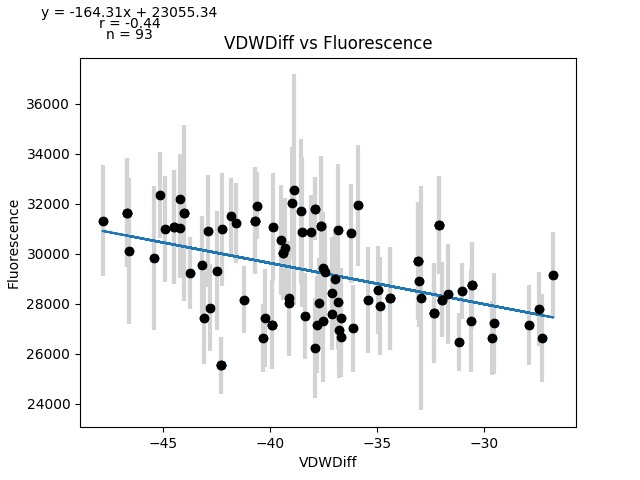 y = -164.31x + 23055.34
r = -0.44
n = 93
VDWDiff vs Fluorescence
Fluorescence
36000
34000
32000
30000
28000
26000
24000
−45
−40
−35
−30
VDWDiff